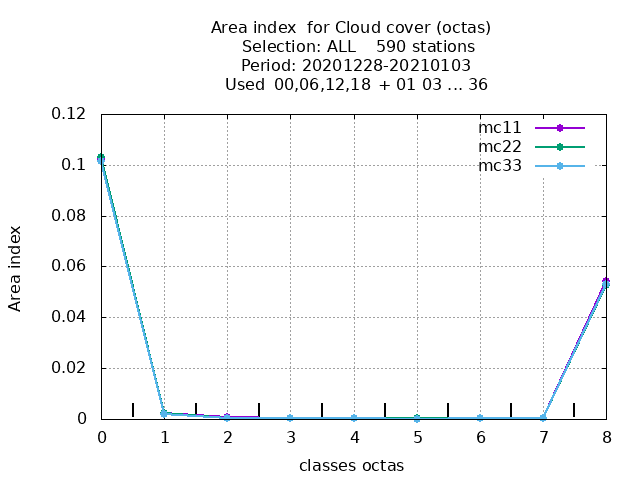 Area index  for Cloud cover (octas)
Selection: ALL    590 stations
Period: 20201228-20210103
Used  00,06,12,18  + 01 03 ... 36
0.12
mc11
mc22
0.1
mc33
0.08
Area index
0.06
0.04
0.02
0
0 1 2 3 4 5 6 7 8
classes octas